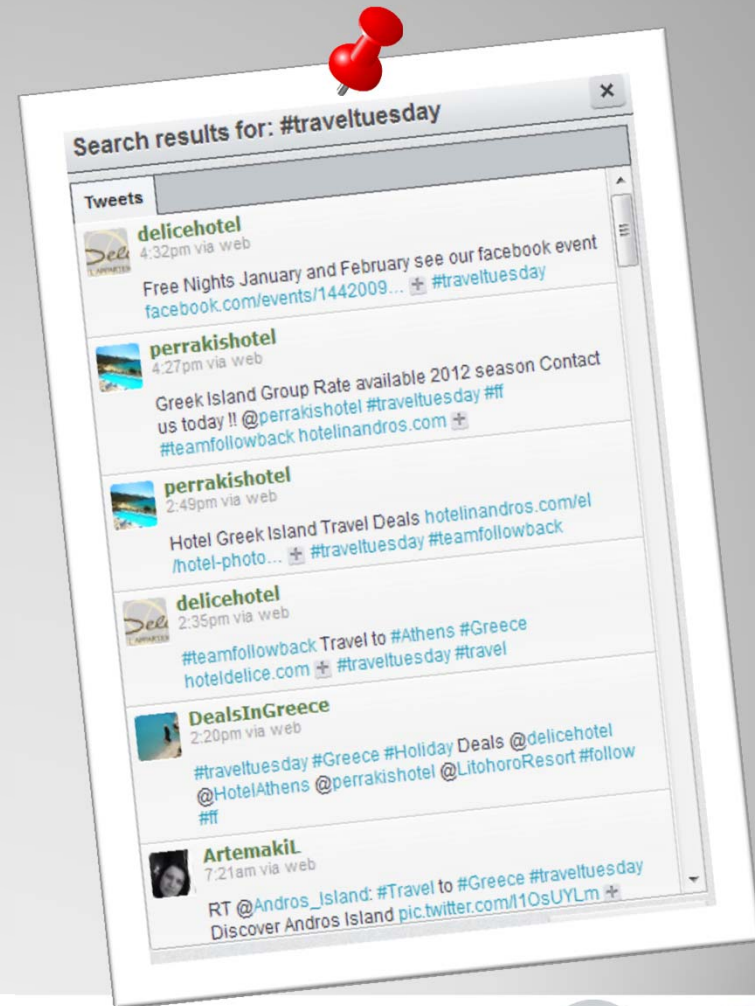 Search results for: #traveltuesday
Tweets
delicehotel
4:32pm via web
Free Nights January and February see our facebook event
facebook.com/events/1442009... #traveltuesday
perrakishotel
4:27pm via web
Greek Island Group Rate available 2012 season Contact
us today !! @perrakishotel #traveltuesday #ff
#teamfollowback hotelinandros.com
perrakishotel
2:49pm via web
Hotel Greek Island Travel Deals hotelinandros.com/el
/hotel-photo... #traveltuesday #teamfollowback
delicehotel
2:35pm via web
#teamfollowback Travel to #Athens #Greece
hoteldelice.com #traveltuesday #travel
DealsInGreece
2:20pm via web
#traveltuesday #Greece #Holiday Deals @delicehotel
@HotelAthens @perrakishotel @LitohoroResort #follow
#ff
ArtemakiL
7:21am via web
RT @Andros_Island: #Travel to #Greece #traveltuesday
Discover Andros Island pic.twitter.com/l1OsUYLm